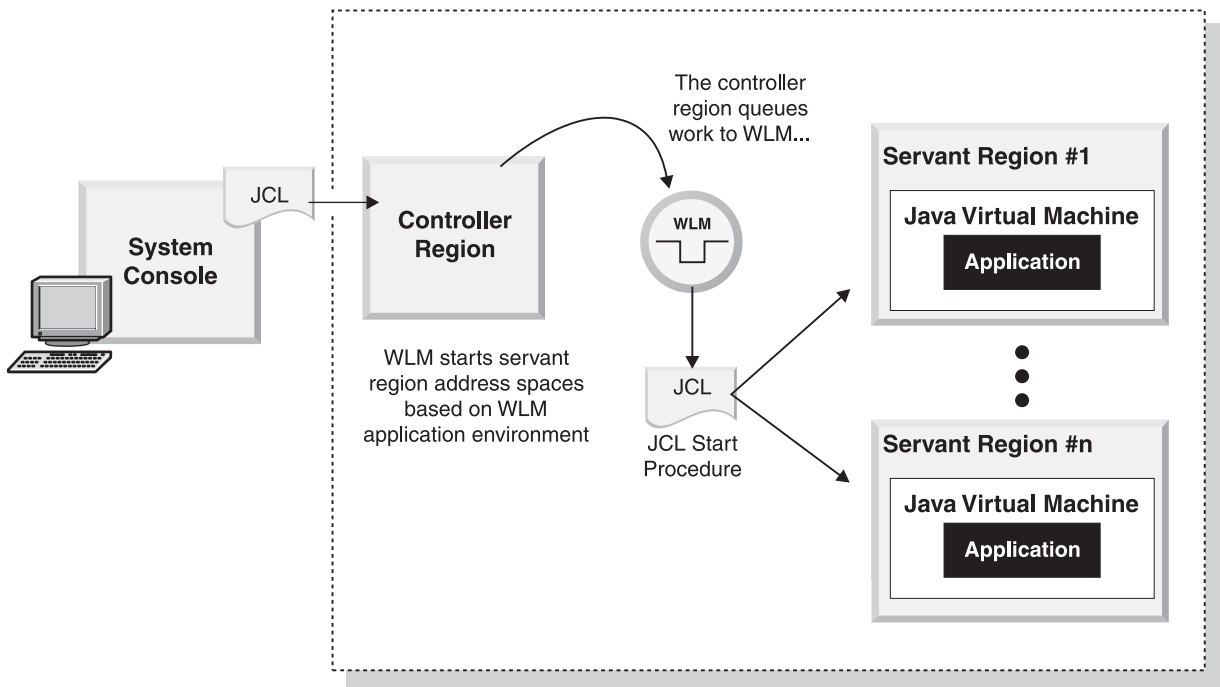 The controller
region queues
work to WLM...
JCL
System
Console
Controller
Region
WLM
WLM starts servant
region address spaces
based on WLM
application environment
JCL
JCL Start
Procedure
Servant Region #1
Java Virtual Machine
Application
Servant Region #n
Java Virtual Machine
Application